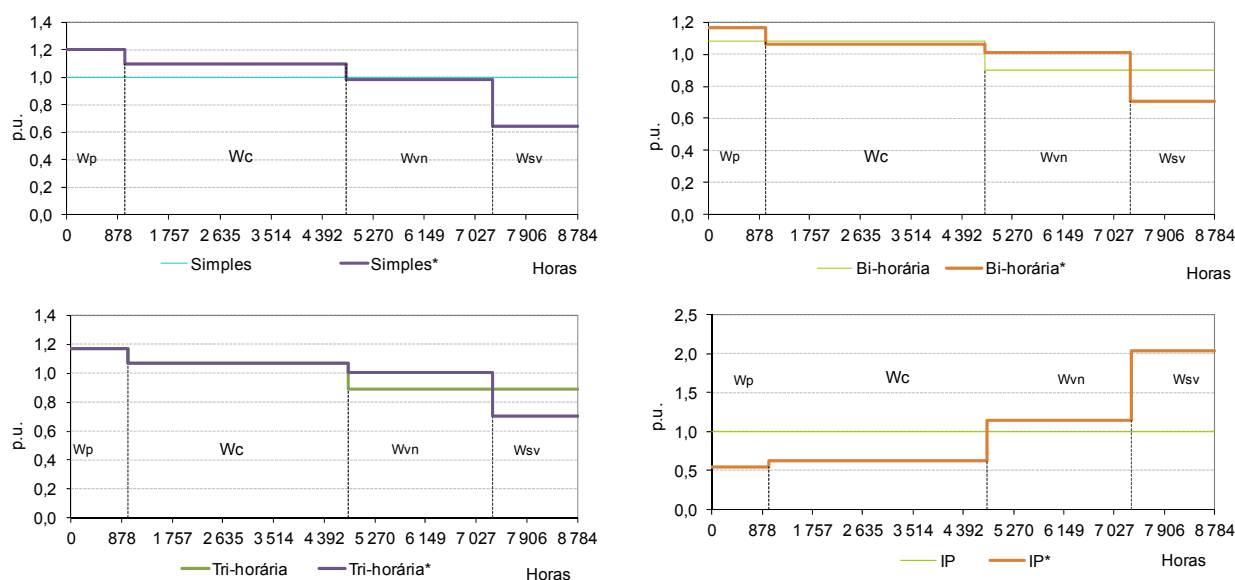 1,4
1,2
1,0
0,8
0,6
0,4
0,2
0,0
p.u.
Wp
Wc
Wvn
Wsv
0 878 1 757 2 635 3 514 4 392 5 270 6 149 7 027 7 906 8 784
Simples Simples* Horas
1,2
1,0
0,8
0,6
0,4
0,2
0,0
p.u.
Wp
Wc
Wvn
Wsv
0 878 1 757 2 635 3 514 4 392 5 270 6 149 7 027 7 906 8 784
Bi-horária Bi-horária* Horas
1,4
1,2
1,0
0,8
0,6
0,4
0,2
0,0
p.u.
Wp
Wc
Wvn
Wsv
0 878 1 757 2 635 3 514 4 392 5 270 6 149 7 027 7 906 8 784
Tri-horária Tri-horária* Horas
2,5
2,0
1,5
1,0
0,5
0,0
p.u.
Wp
Wc
Wvn
Wsv
0 878 1 757 2 635 3 514 4 392 5 270 6 149 7 027 7 906 8 784
IP IP* Horas